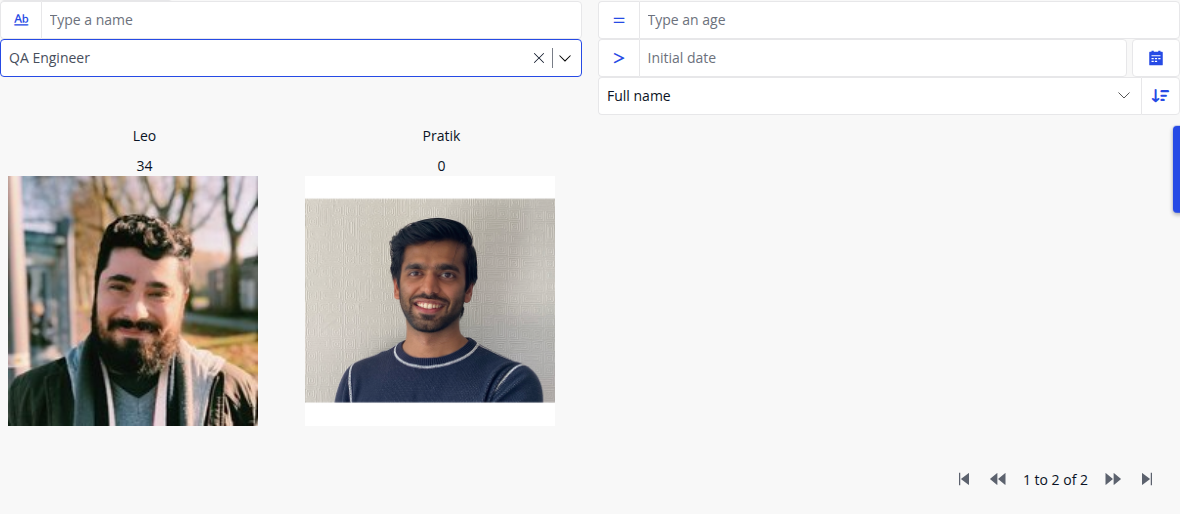 Ab Type a name
= Type an age
QA Engineer
> Initial date
Full name
Leo
34
Pratik
0
1 to 2 of 2